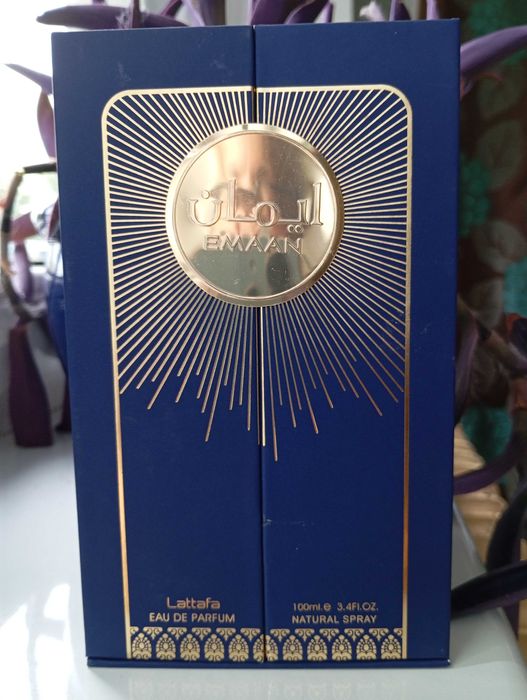 ايمان
EMAAN
Lattafa
EAU DE PARFUM
100ml.e 3.4Fl.OZ.
NATURAL SPRAY